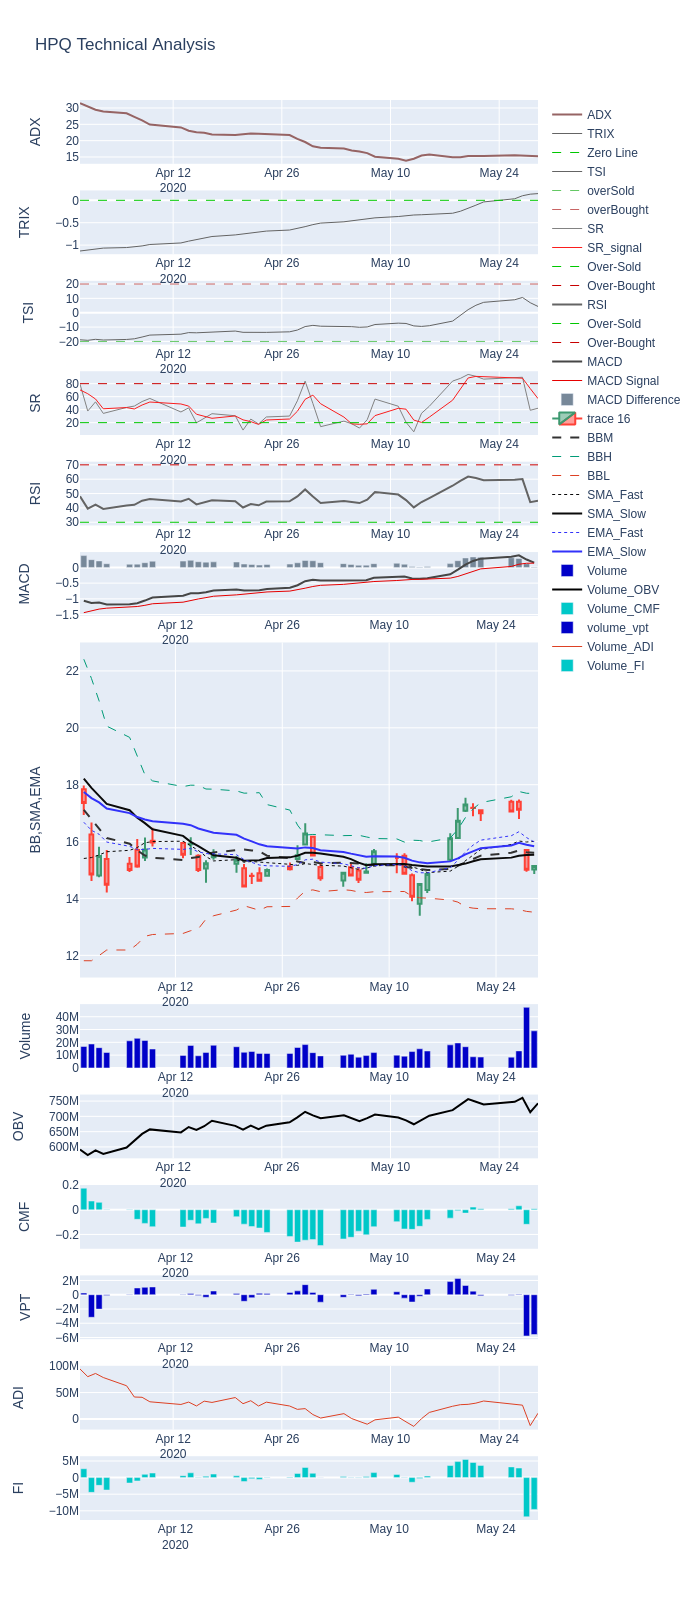 HPQ Technical Analysis
ADX
30
25
20
15
Apr 12
2020
Apr 26
May 10
May 24
TRIX
0
−0.5
−1
Apr 12
2020
Apr 26
May 10
May 24
TSI
20
10
0
−10
−20
Apr 12
2020
Apr 26
May 10
May 24
SR
80
60
40
20
Apr 12
2020
Apr 26
May 10
May 24
RSI
70
60
50
40
30
Apr 12
2020
Apr 26
May 10
May 24
MACD
0
−0.5
−1
−1.5
Apr 12
2020
Apr 26
May 10
May 24
BB,SMA,EMA
22
20
18
16
14
12
Apr 12
2020
Apr 26
May 10
May 24
Volume
40M
30M
20M
10M
0
Apr 12
2020
Apr 26
May 10
May 24
OBV
750M
700M
650M
600M
Apr 12
2020
Apr 26
May 10
May 24
CMF
0.2
0
−0.2
Apr 12
2020
Apr 26
May 10
May 24
VPT
2M
0
−2M
−4M
−6M
Apr 12
2020
Apr 26
May 10
May 24
ADI
100M
50M
0
Apr 12
2020
Apr 26
May 10
May 24
FI
5M
0
−5M
−10M
Apr 12
2020
Apr 26
May 10
May 24
ADX
TRIX
Zero Line
TSI
overSold
overBought
SR
SR_signal
Over-Sold
Over-Bought
RSI
Over-Sold
Over-Bought
MACD
MACD Signal
MACD Difference
trace 16
BBM
BBH
BBL
SMA_Fast
SMA_Slow
EMA_Fast
EMA_Slow
Volume
Volume_OBV
Volume_CMF
volume_vpt
Volume_ADI
Volume_FI